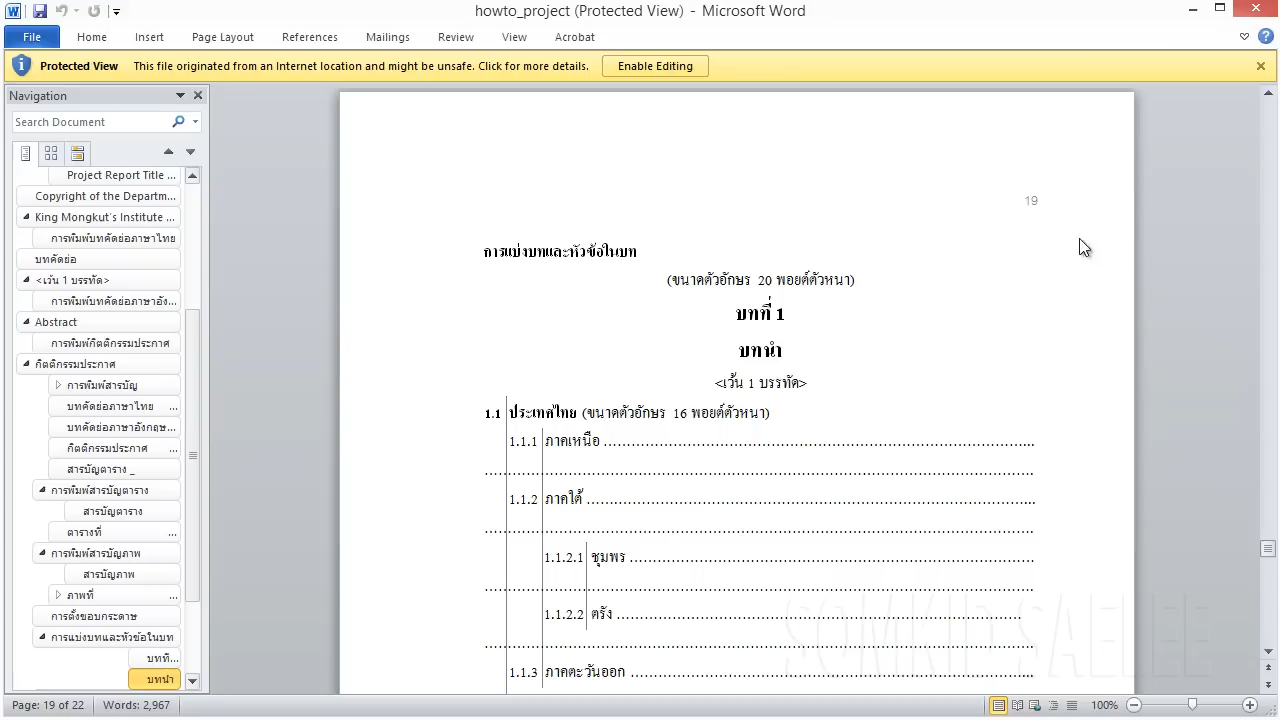 howto_project (Protected View) - Microsoft Word
File Home Insert Page Layout References Mailings Review View Acrobat
Protected View This file originated from an Internet location and might be unsafe. Click for more details. Enable Editing
Navigation
Search Document
Project Report Title ...
Copyright of the Departm...
King Mongkut's Institute ...
การพิมพ์บทคัดย่อภาษาไทย
บทคัดย่อ
<เว้น 1 บรรทัด>
การพิมพ์บทคัดย่อภาษาอัง...
Abstract
การพิมพ์กิตติกรรมประกาศ
กิตติกรรมประกาศ
การพิมพ์สารบัญ
บทคัดย่อภาษาไทย ...
บทคัดย่อภาษาอังกฤษ...
กิตติกรรมประกาศ ...
สารบัญตาราง _
การพิมพ์สารบัญตาราง
สารบัญตาราง
ตารางที่ ...
การพิมพ์สารบัญภาพ
สารบัญภาพ
ภาพที่ ...
การตั้งขอบกระดาษ
การแบ่งบทและหัวข้อในบท
บทที่...
บทนำ
19
การแบ่งบทและหัวข้อในบท
(ขนาดตัวอักษร 20 พอยต์ตัวหนา)
บทที่ 1
บทนำ
<เว้น 1 บรรทัด>
1.1 ประเทศไทย (ขนาดตัวอักษร 16 พอยต์ตัวหนา)
1.1.1 ภาคเหนือ ...
1.1.2 ภาคใต้ ...
1.1.2.1 ชุมพร ...
1.1.2.2 ตรัง ...
1.1.3 ภาคตะวันออก ...
SOMKID SAELEE
Page: 19 of 22 Words: 2,967 100%